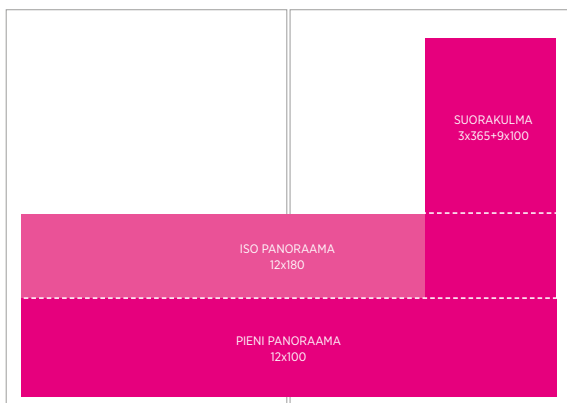 SUORAKULMA
3x365+9x100
ISO PANORAAMA
12x180
PIENI PANORAAMA
12x100